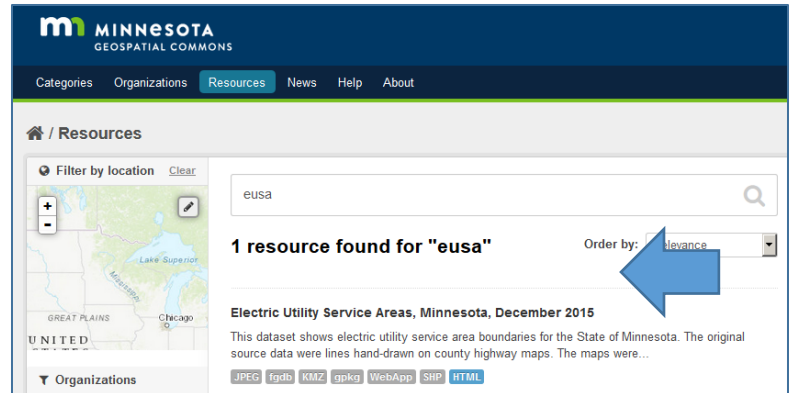 MINNESOTA
GEOSPATIAL COMMONS
Categories Organizations Resources News Help About
/ Resources
Filter by location Clear
+
-
Lake Superior
Mississippi
GREAT PLAINS Chicago
UNITED
eusa
1 resource found for "eusa"
Order by:
Electric Utility Service Areas, Minnesota, December 2015
This dataset shows electric utility service area boundaries for the State of Minnesota. The original
source data were lines hand-drawn on county highway maps. The maps were...
JPEG fgdb KMZ gpkg WebApp SHP HTML
Organizations